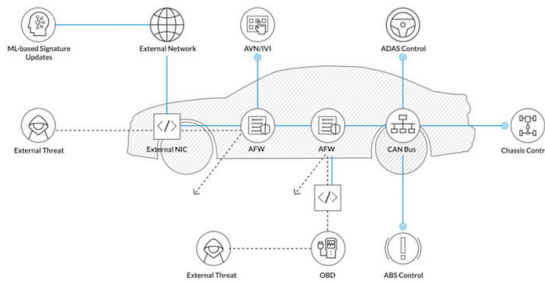 ML-based Signature
Updates
External Network
AVN/IVI
ADAS Control
External Threat
External NIC
AFW
AFW
CAN Bus
Chassis Contr
External Threat
OBD
ABS Control